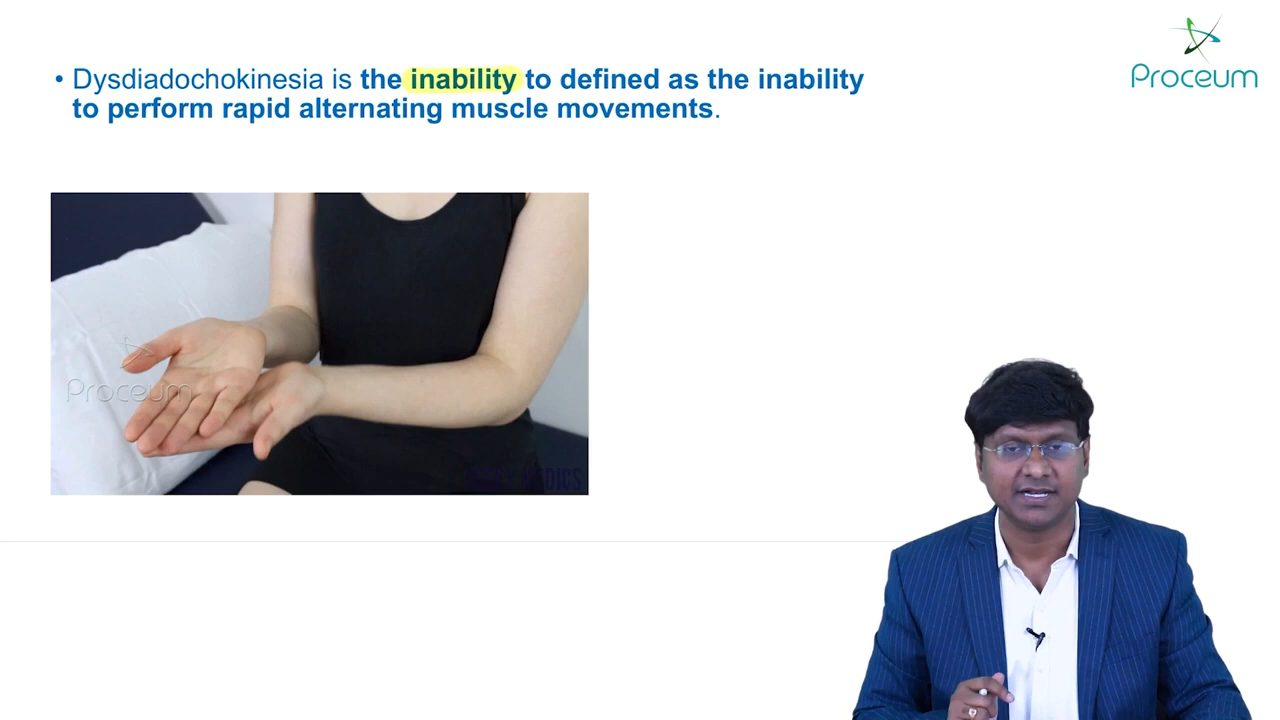 • Dysdiadochokinesia is the inability to defined as the inability
to perform rapid alternating muscle movements.
Proceum
Proceum